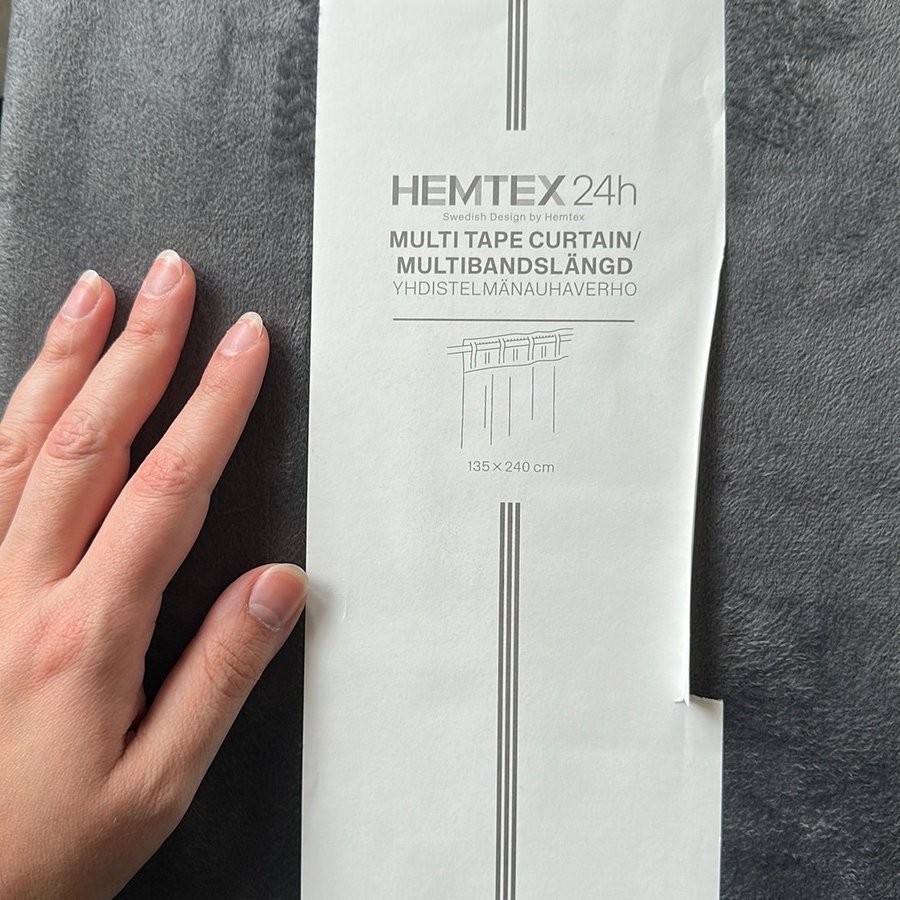 HEMTEX 24h
Swedish Design by Hemtex
MULTI TAPE CURTAIN/
MULTIBANDSLÄNGD
YHDISTELMÄNAUHAVERHO
135 × 240 cm